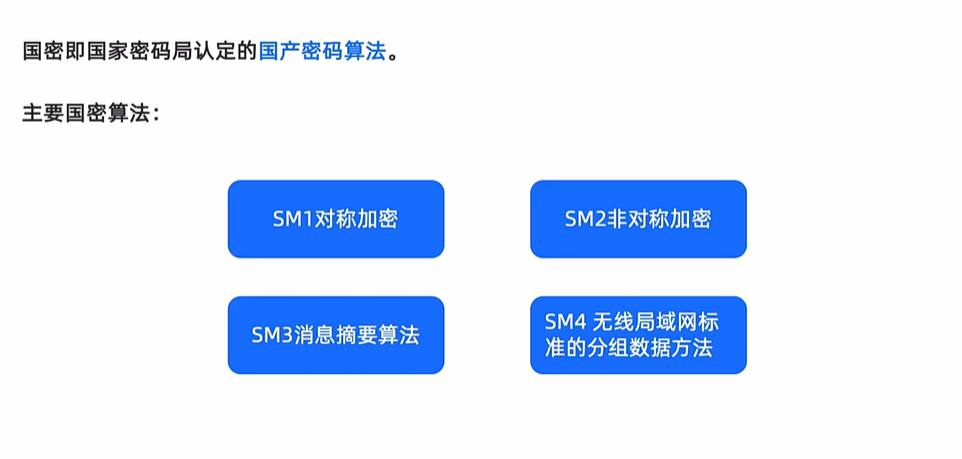 国密即国家密码局认定的国产密码算法。
主要国密算法：
SM1对称加密
SM2非对称加密
SM3消息摘要算法
SM4 无线局域网标
准的分组数据方法